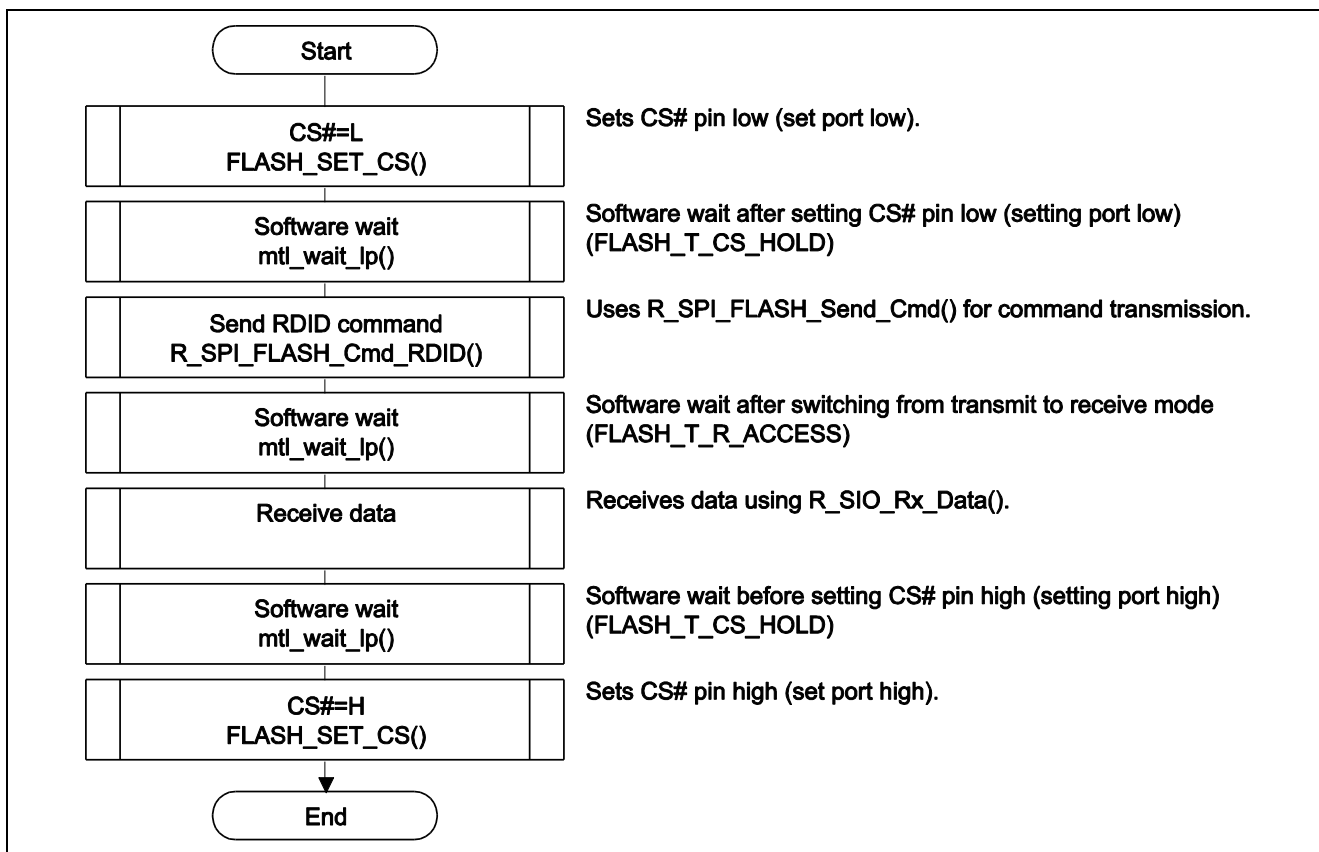 Start
CS#=L
FLASH_SET_CS()
Sets CS# pin low (set port low).
Software wait
mtl_wait_lp()
Software wait after setting CS# pin low (setting port low)
(FLASH_T_CS_HOLD)
Send RDID command
R_SPI_FLASH_Cmd_RDID()
Uses R_SPI_FLASH_Send_Cmd() for command transmission.
Software wait
mtl_wait_lp()
Software wait after switching from transmit to receive mode
(FLASH_T_R_ACCESS)
Receive data
Receives data using R_SIO_Rx_Data().
Software wait
mtl_wait_lp()
Software wait before setting CS# pin high (setting port high)
(FLASH_T_CS_HOLD)
CS#=H
FLASH_SET_CS()
Sets CS# pin high (set port high).
End